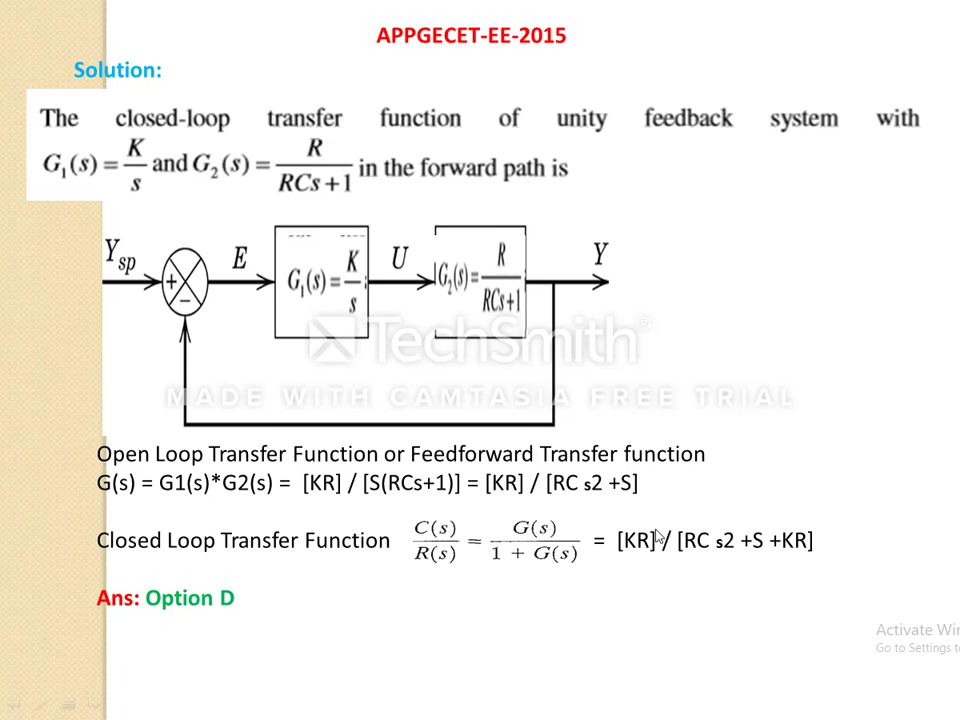 APPGECET-EE-2015
Solution:
The closed-loop transfer function of unity feedback system with
G₁(s) = K/s and G₂(s) = R/(RCs+1) in the forward path is
Y_sp E G₁(s) = K/s U G₂(s) = R/(RCs+1) Y
+
−
TechSmith®
MADE WITH CAMTASIA FREE TRIAL
Open Loop Transfer Function or Feedforward Transfer function
G(s) = G1(s)*G2(s) = [KR] / [S(RCs+1)] = [KR] / [RC s2 +S]
Closed Loop Transfer Function C(s)/R(s) = G(s)/(1 + G(s)) = [KR] / [RC s2 +S +KR]
Ans: Option D
Activate Win
Go to Settings t